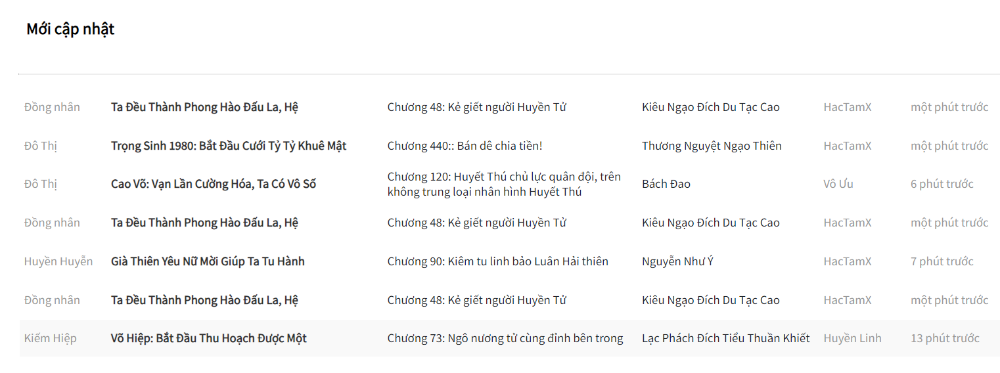 Mới cập nhật
Đồng nhân Ta Đều Thành Phong Hào Đấu La, Hệ Chương 48: Kẻ giết người Huyền Tử Kiêu Ngạo Đích Du Tạc Cao HacTamX một phút trước
Đô Thị Trọng Sinh 1980: Bắt Đầu Cưới Tỷ Tỷ Khuê Mật Chương 440:: Bán dê chia tiền! Thương Nguyệt Ngạo Thiên HacTamX một phút trước
Đô Thị Cao Võ: Vạn Lần Cường Hóa, Ta Có Vô Số Chương 120: Huyết Thú chủ lực quân đội, trên
không trung loại nhân hình Huyết Thú Bách Đao Vô Ưu 6 phút trước
Đồng nhân Ta Đều Thành Phong Hào Đấu La, Hệ Chương 48: Kẻ giết người Huyền Tử Kiêu Ngạo Đích Du Tạc Cao HacTamX một phút trước
Huyền Huyễn Già Thiên Yêu Nữ Mời Giúp Ta Tu Hành Chương 90: Kiêm tu linh bảo Luân Hải thiên Nguyễn Như Ý HacTamX 7 phút trước
Đồng nhân Ta Đều Thành Phong Hào Đấu La, Hệ Chương 48: Kẻ giết người Huyền Tử Kiêu Ngạo Đích Du Tạc Cao HacTamX một phút trước
Kiếm Hiệp Võ Hiệp: Bắt Đầu Thu Hoạch Được Một Chương 73: Ngô nương tử cùng đỉnh bên trong Lạc Phách Đích Tiểu Thuần Khiết Huyền Linh 13 phút trước